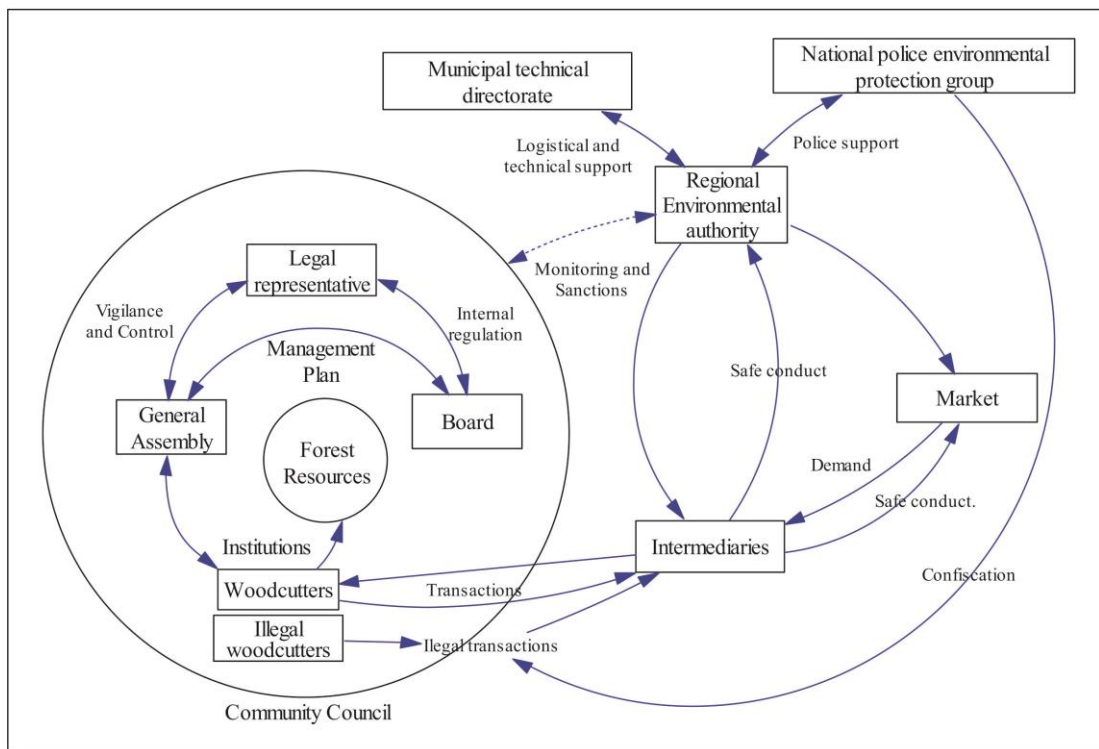 Municipal technical
directorate
National police environmental
protection group
Logistical and
technical support
Police support
Regional
Environmental
authority
Monitoring and
Sanctions
Legal
representative
Vigilance
and Control
Internal
regulation
Management
Plan
General
Assembly
Board
Forest
Resources
Safe conduct
Market
Demand
Safe conduct.
Institutions
Intermediaries
Woodcutters
Transactions
Confiscation
Illegal
woodcutters
Ilegal transactions
Community Council